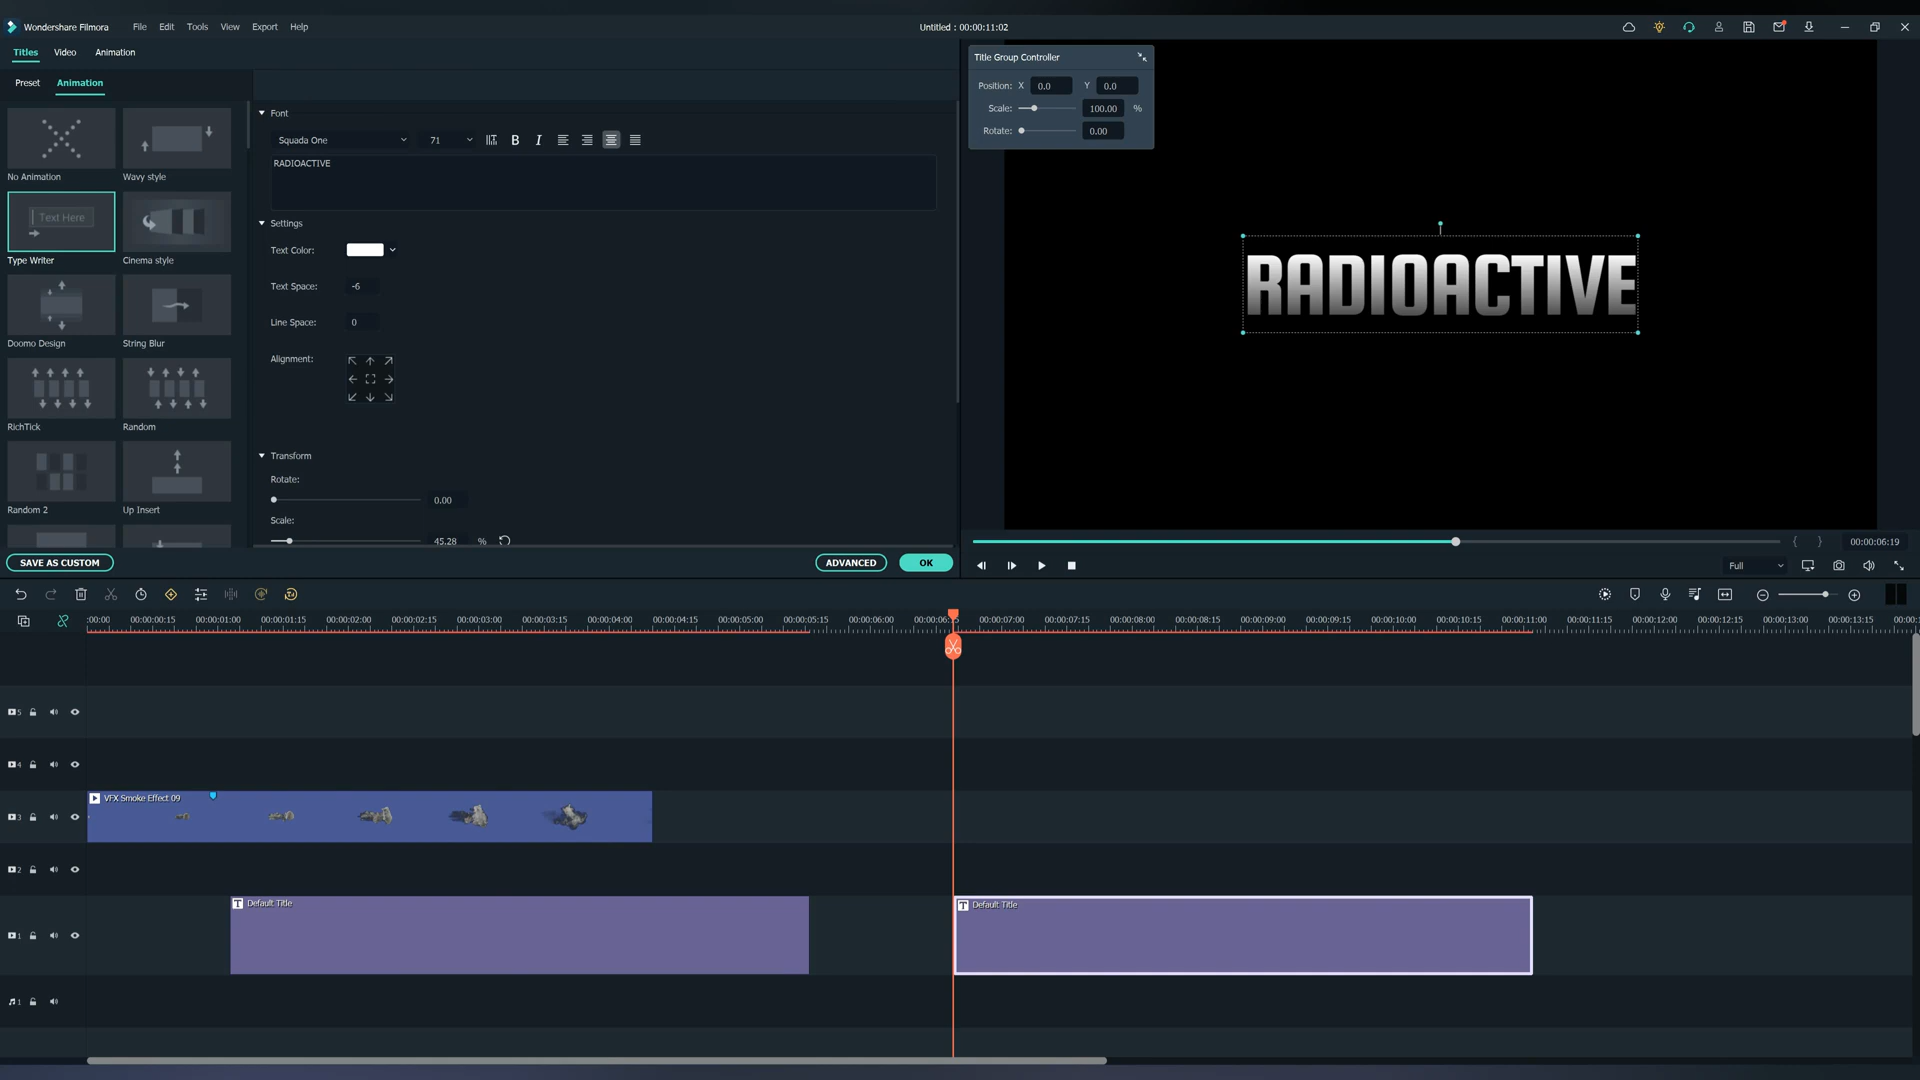 Wondershare Filmora File Edit Tools View Export Help Untitled : 00:00:11:02
Titles Video Animation
Preset Animation
No Animation Wavy style
Text Here
Type Writer Cinema style
Doomo Design String Blur
RichTick Random
Random 2 Up Insert
SAVE AS CUSTOM
Font
Squada One 71 B I
RADIOACTIVE
Settings
Text Color:
Text Space: -6
Line Space: 0
Alignment:
Transform
Rotate:
0.00
Scale:
45.28 %
ADVANCED OK
Title Group Controller
Position: X 0.0 Y 0.0
Scale: 100.00 %
Rotate: 0.00
RADIOACTIVE
00:00:06:19
Full
:00:00 00:00:00:15 00:00:01:00 00:00:01:15 00:00:02:00 00:00:02:15 00:00:03:00 00:00:03:15 00:00:04:00 00:00:04:15 00:00:05:00 00:00:05:15 00:00:06:00 00:00:06:15 00:00:07:00 00:00:07:15 00:00:08:00 00:00:08:15 00:00:09:00 00:00:09:15 00:00:10:00 00:00:10:15 00:00:11:00 00:00:11:15 00:00:12:00 00:00:12:15 00:00:13:00 00:00:13:15
5
4
3 VFX Smoke Effect 09
2
1 Default Title Default Title
1